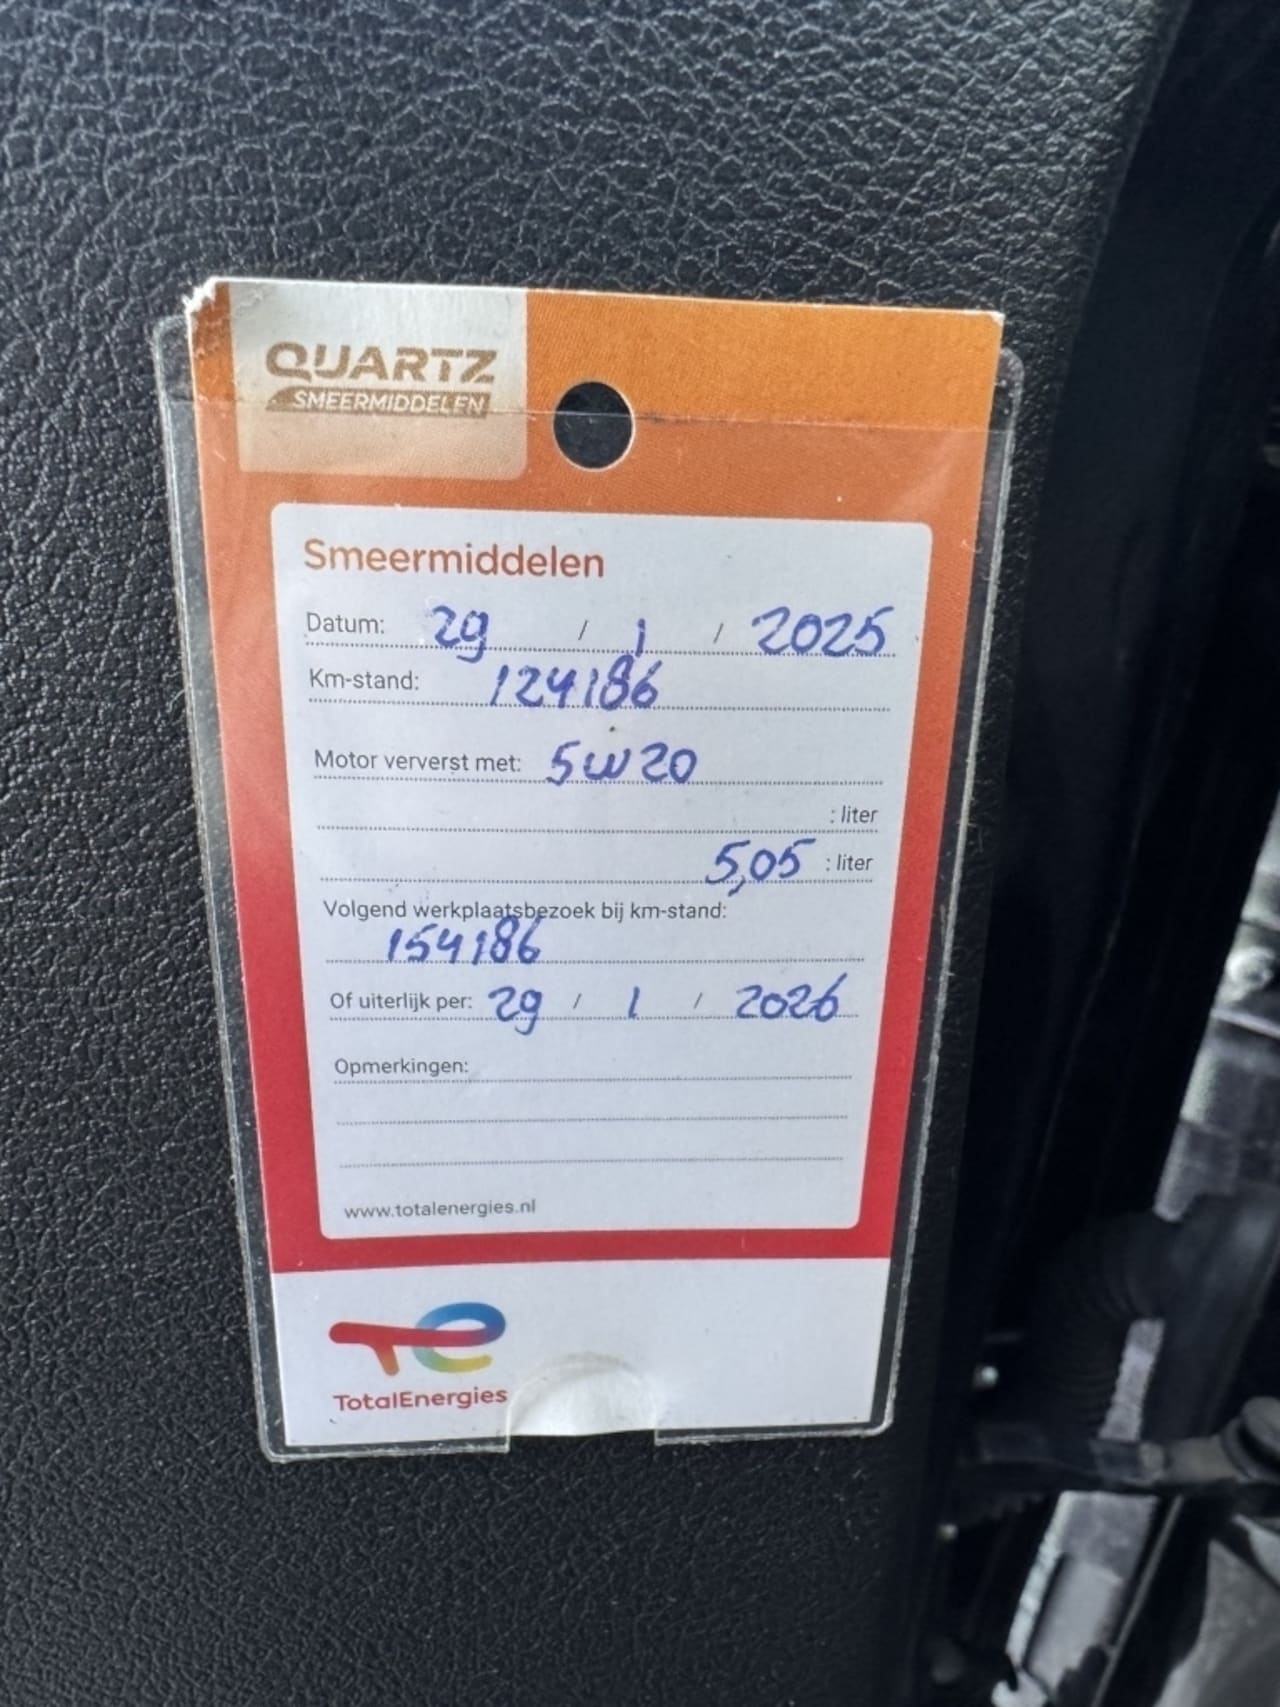 QUARTZ
SMEERMIDDELEN
Smeermiddelen
Datum: 29 / 1 / 2025
Km-stand: 124186
Motor ververst met: 5W20
: liter
5,05 : liter
Volgend werkplaatsbezoek bij km-stand:
154186
Of uiterlijk per: 29 / 1 / 2026
Opmerkingen:
www.totalenergies.nl
TotalEnergies